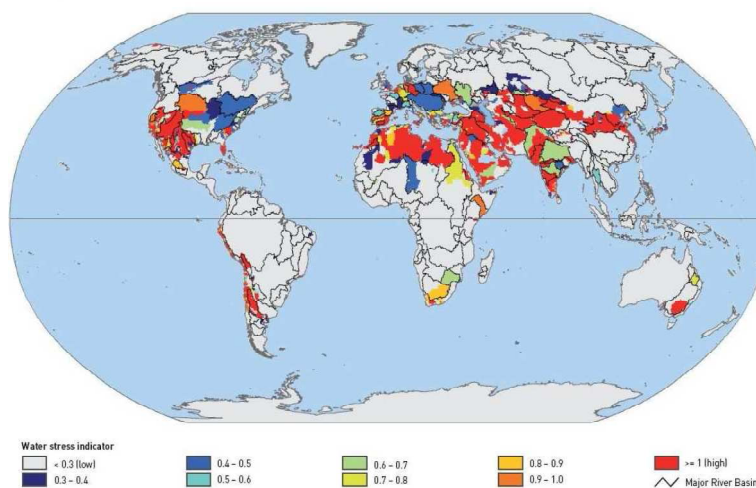 Water stress indicator
< 0.3 (low)
0.3 – 0.4
0.4 – 0.5
0.5 – 0.6
0.6 – 0.7
0.7 – 0.8
0.8 – 0.9
0.9 – 1.0
>= 1 (high)
Major River Basin